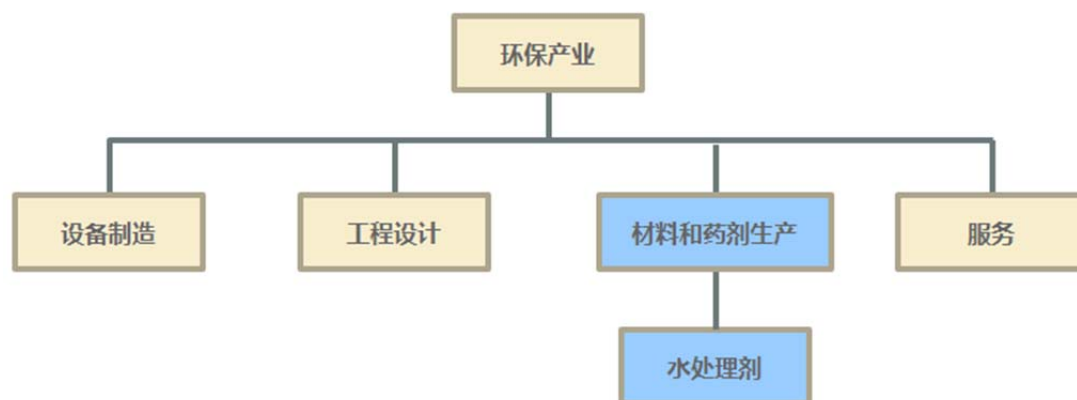 环保产业
设备制造
工程设计
材料和药剂生产
服务
水处理剂